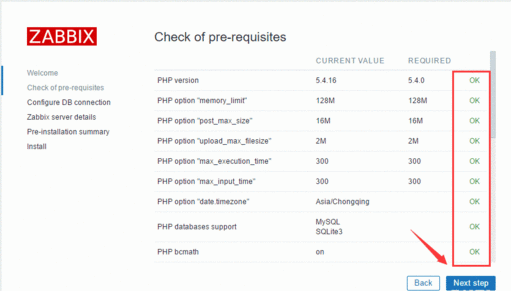 ZABBIX
Check of pre-requisites
Welcome
Check of pre-requisites
Configure DB connection
Zabbix server details
Pre-installation summary
Install
CURRENT VALUE REQUIRED
PHP version 5.4.16 5.4.0 OK
PHP option "memory_limit" 128M 128M OK
PHP option "post_max_size" 16M 16M OK
PHP option "upload_max_filesize" 2M 2M OK
PHP option "max_execution_time" 300 300 OK
PHP option "max_input_time" 300 300 OK
PHP option "date.timezone" Asia/Chongqing OK
PHP databases support MySQL OK
SQLite3
PHP bcmath on OK
Back Next step